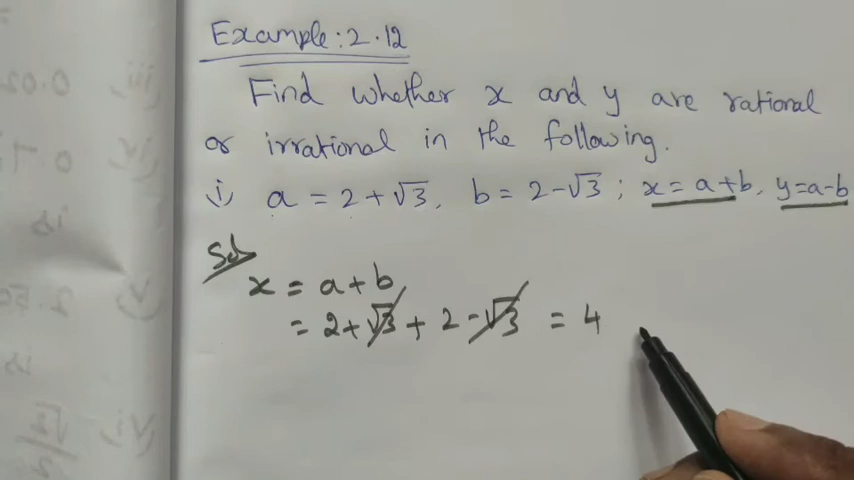 Example: 2.12
Find whether x and y are rational
or irrational in the following.
i) a = 2 + √3, b = 2 - √3 ; x = a + b, y = a - b
Sol
x = a + b
= 2 + √3 + 2 - √3 = 4